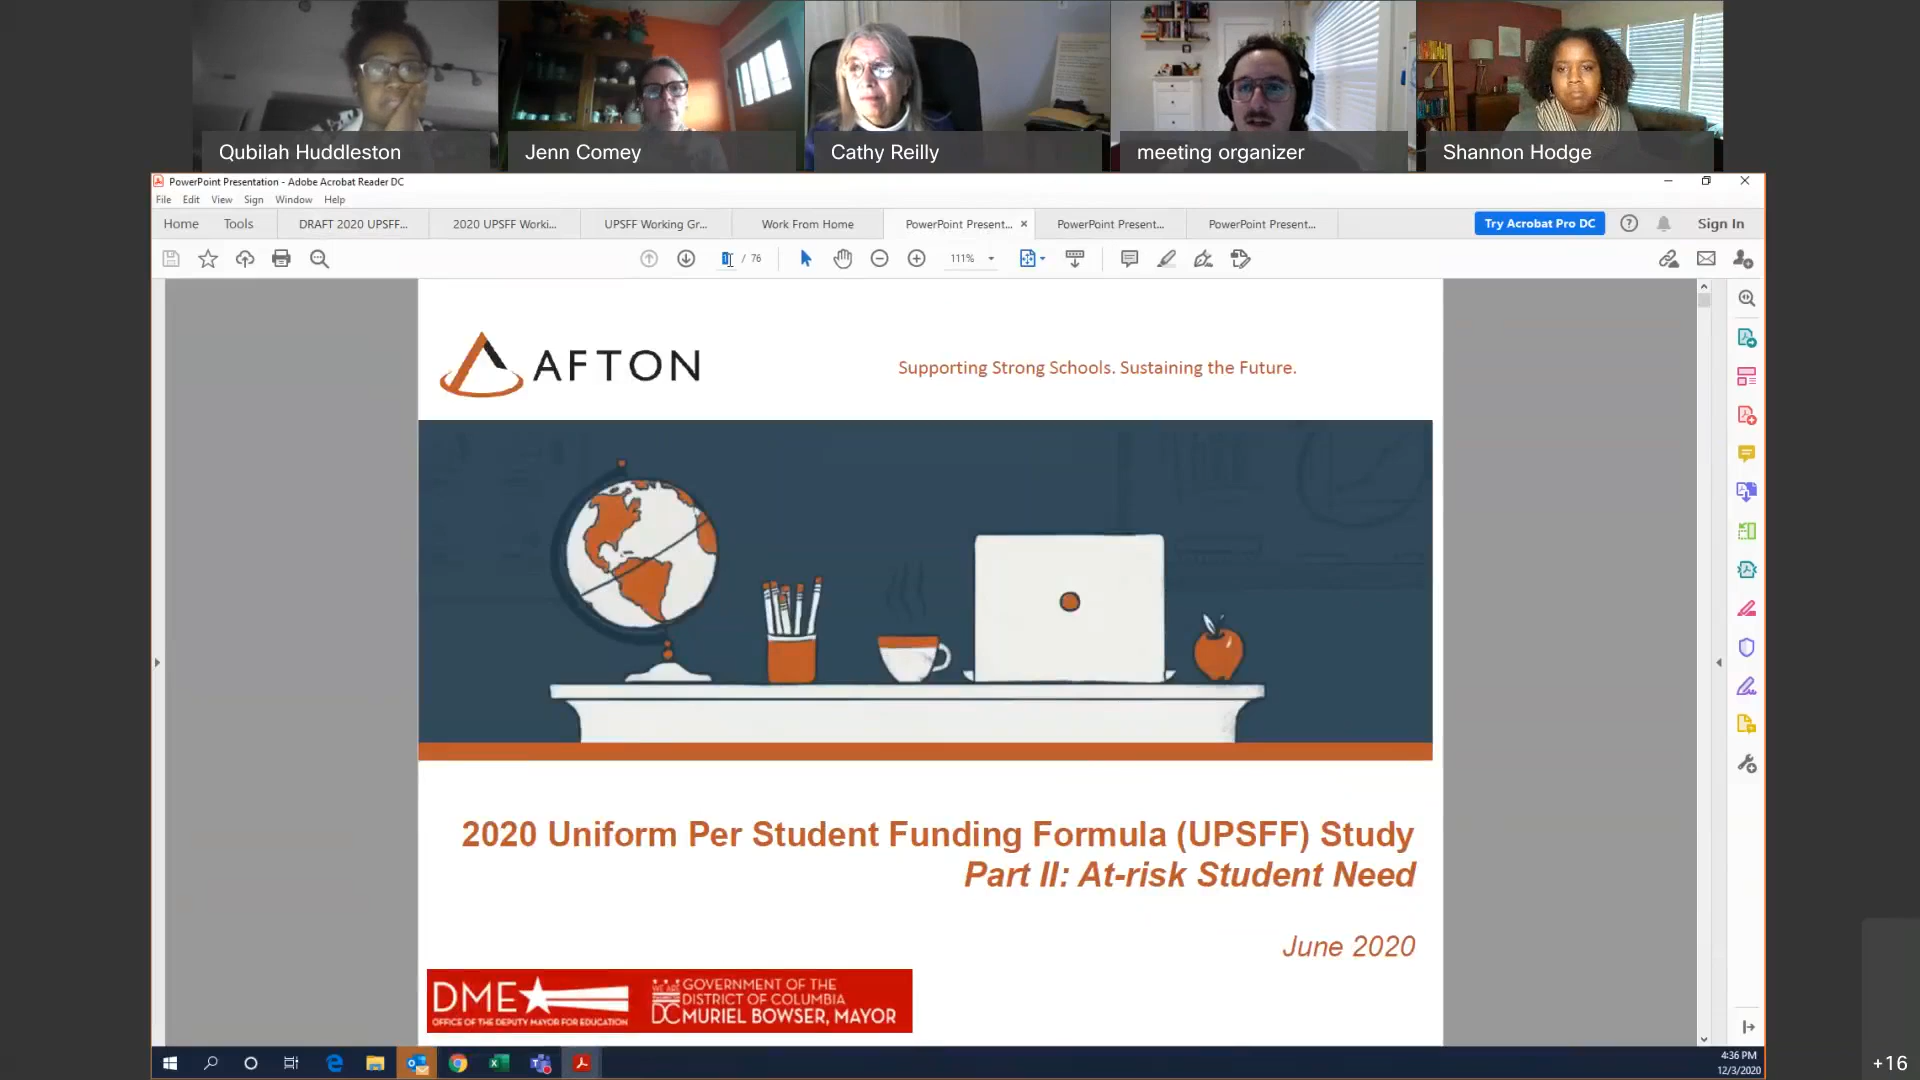 Qubilah Huddleston
Jenn Comey
Cathy Reilly
meeting organizer
Shannon Hodge
PowerPoint Presentation - Adobe Acrobat Reader DC
File Edit View Sign Window Help
Home Tools DRAFT 2020 UPSFF... 2020 UPSFF Worki... UPSFF Working Gr... Work From Home PowerPoint Present... × PowerPoint Present... PowerPoint Present... Try Acrobat Pro DC Sign In
1 / 76 111%
AFTON
Supporting Strong Schools. Sustaining the Future.
2020 Uniform Per Student Funding Formula (UPSFF) Study
Part II: At-risk Student Need
June 2020
DME
OFFICE OF THE DEPUTY MAYOR FOR EDUCATION
WE ARE
WASHINGTON
DC
GOVERNMENT OF THE
DISTRICT OF COLUMBIA
MURIEL BOWSER, MAYOR
4:36 PM
12/3/2020
+16